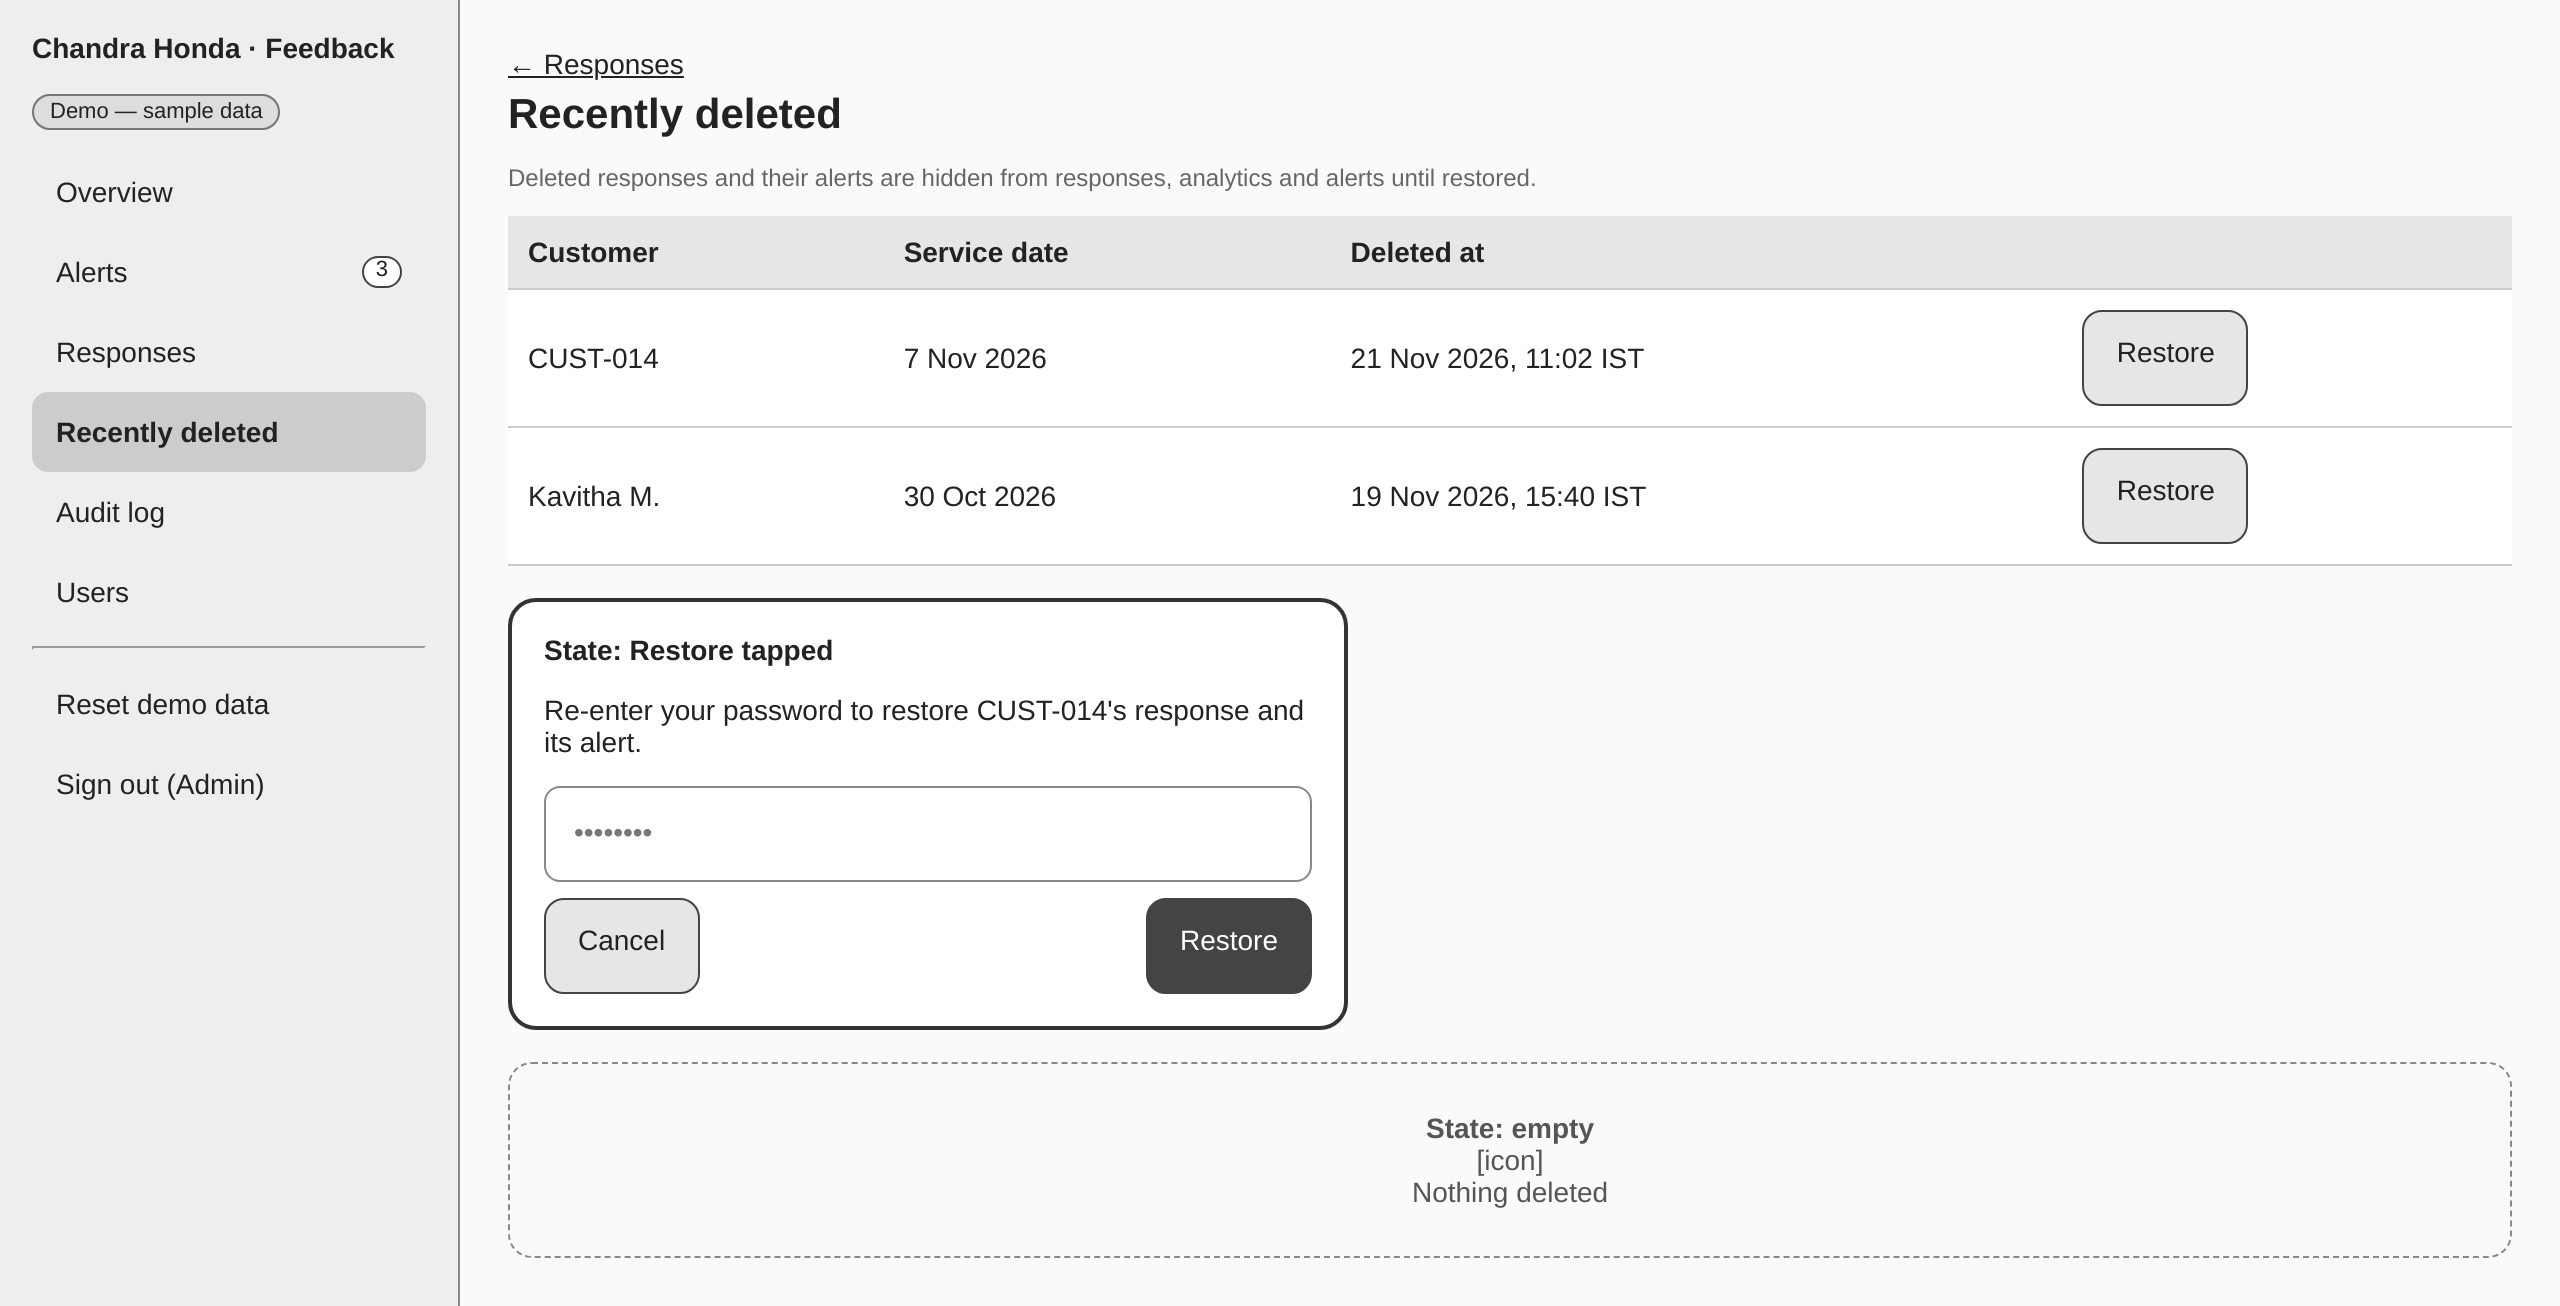 Chandra Honda · Feedback
Demo — sample data
Overview
Alerts 3
Responses
Recently deleted
Audit log
Users
Reset demo data
Sign out (Admin)
← Responses
Recently deleted
Deleted responses and their alerts are hidden from responses, analytics and alerts until restored.
Customer Service date Deleted at
CUST-014 7 Nov 2026 21 Nov 2026, 11:02 IST Restore
Kavitha M. 30 Oct 2026 19 Nov 2026, 15:40 IST Restore
State: Restore tapped
Re-enter your password to restore CUST-014's response and
its alert.
••••••••
Cancel Restore
State: empty
[icon]
Nothing deleted